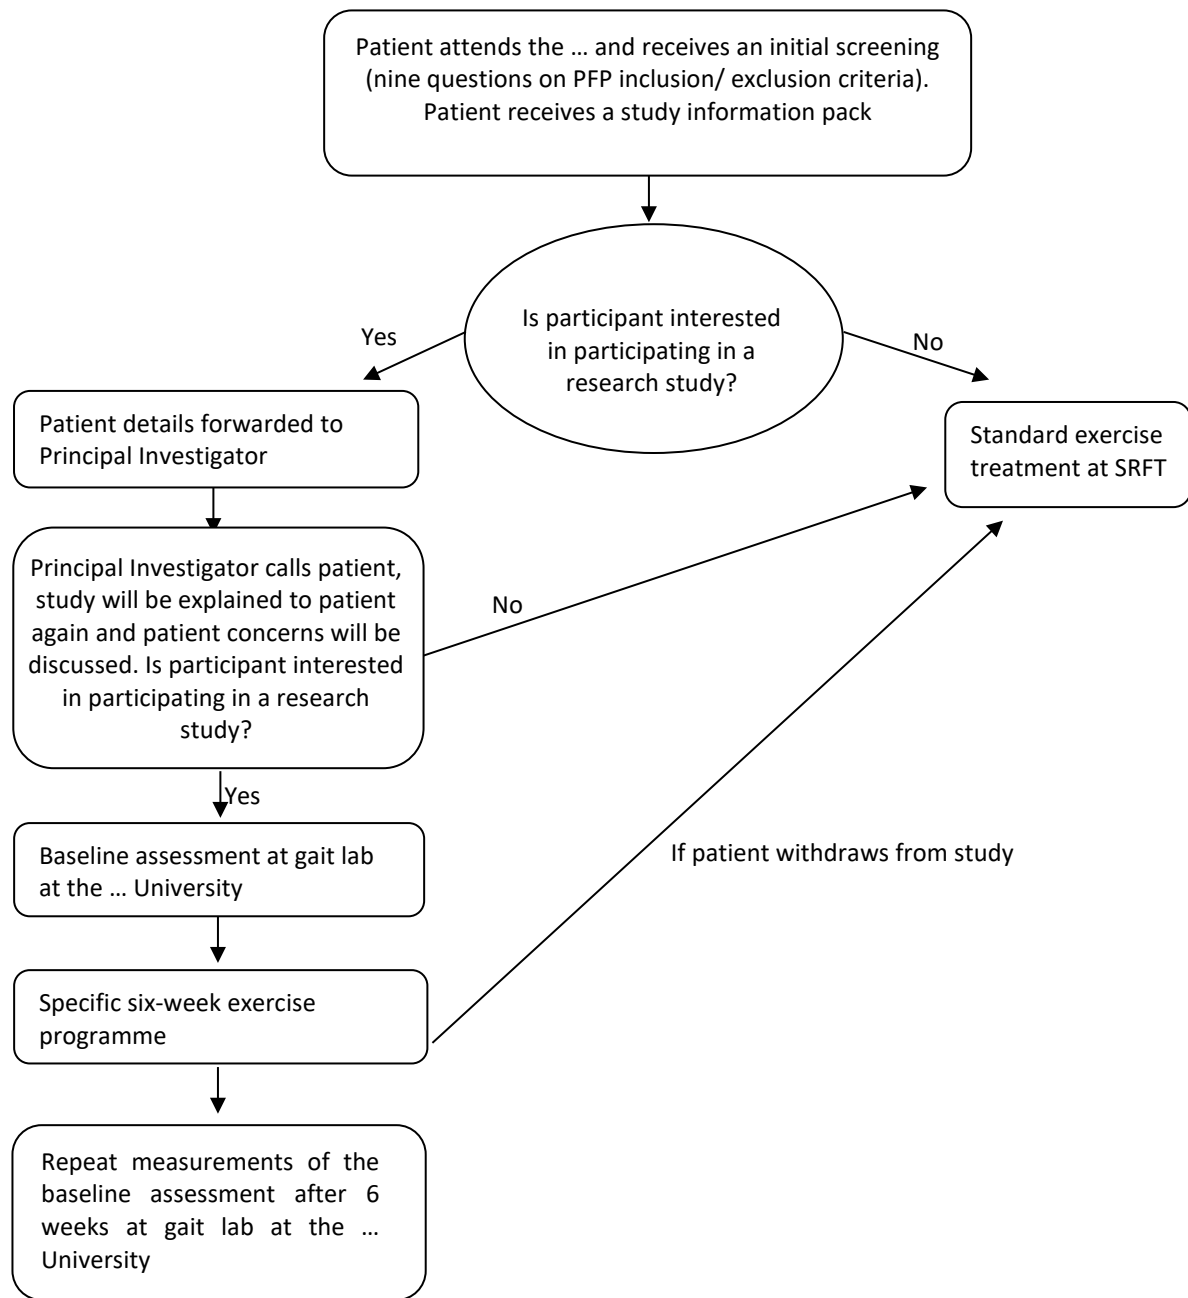 Patient attends the … and receives an initial screening
(nine questions on PFP inclusion/ exclusion criteria).
Patient receives a study information pack
Is participant interested
in participating in a
research study?
Yes
No
Patient details forwarded to
Principal Investigator
Standard exercise
treatment at SRFT
Principal Investigator calls patient,
study will be explained to patient
again and patient concerns will be
discussed. Is participant interested
in participating in a research
study?
No
Yes
Baseline assessment at gait lab
at the … University
If patient withdraws from study
Specific six-week exercise
programme
Repeat measurements of the
baseline assessment after 6
weeks at gait lab at the …
University